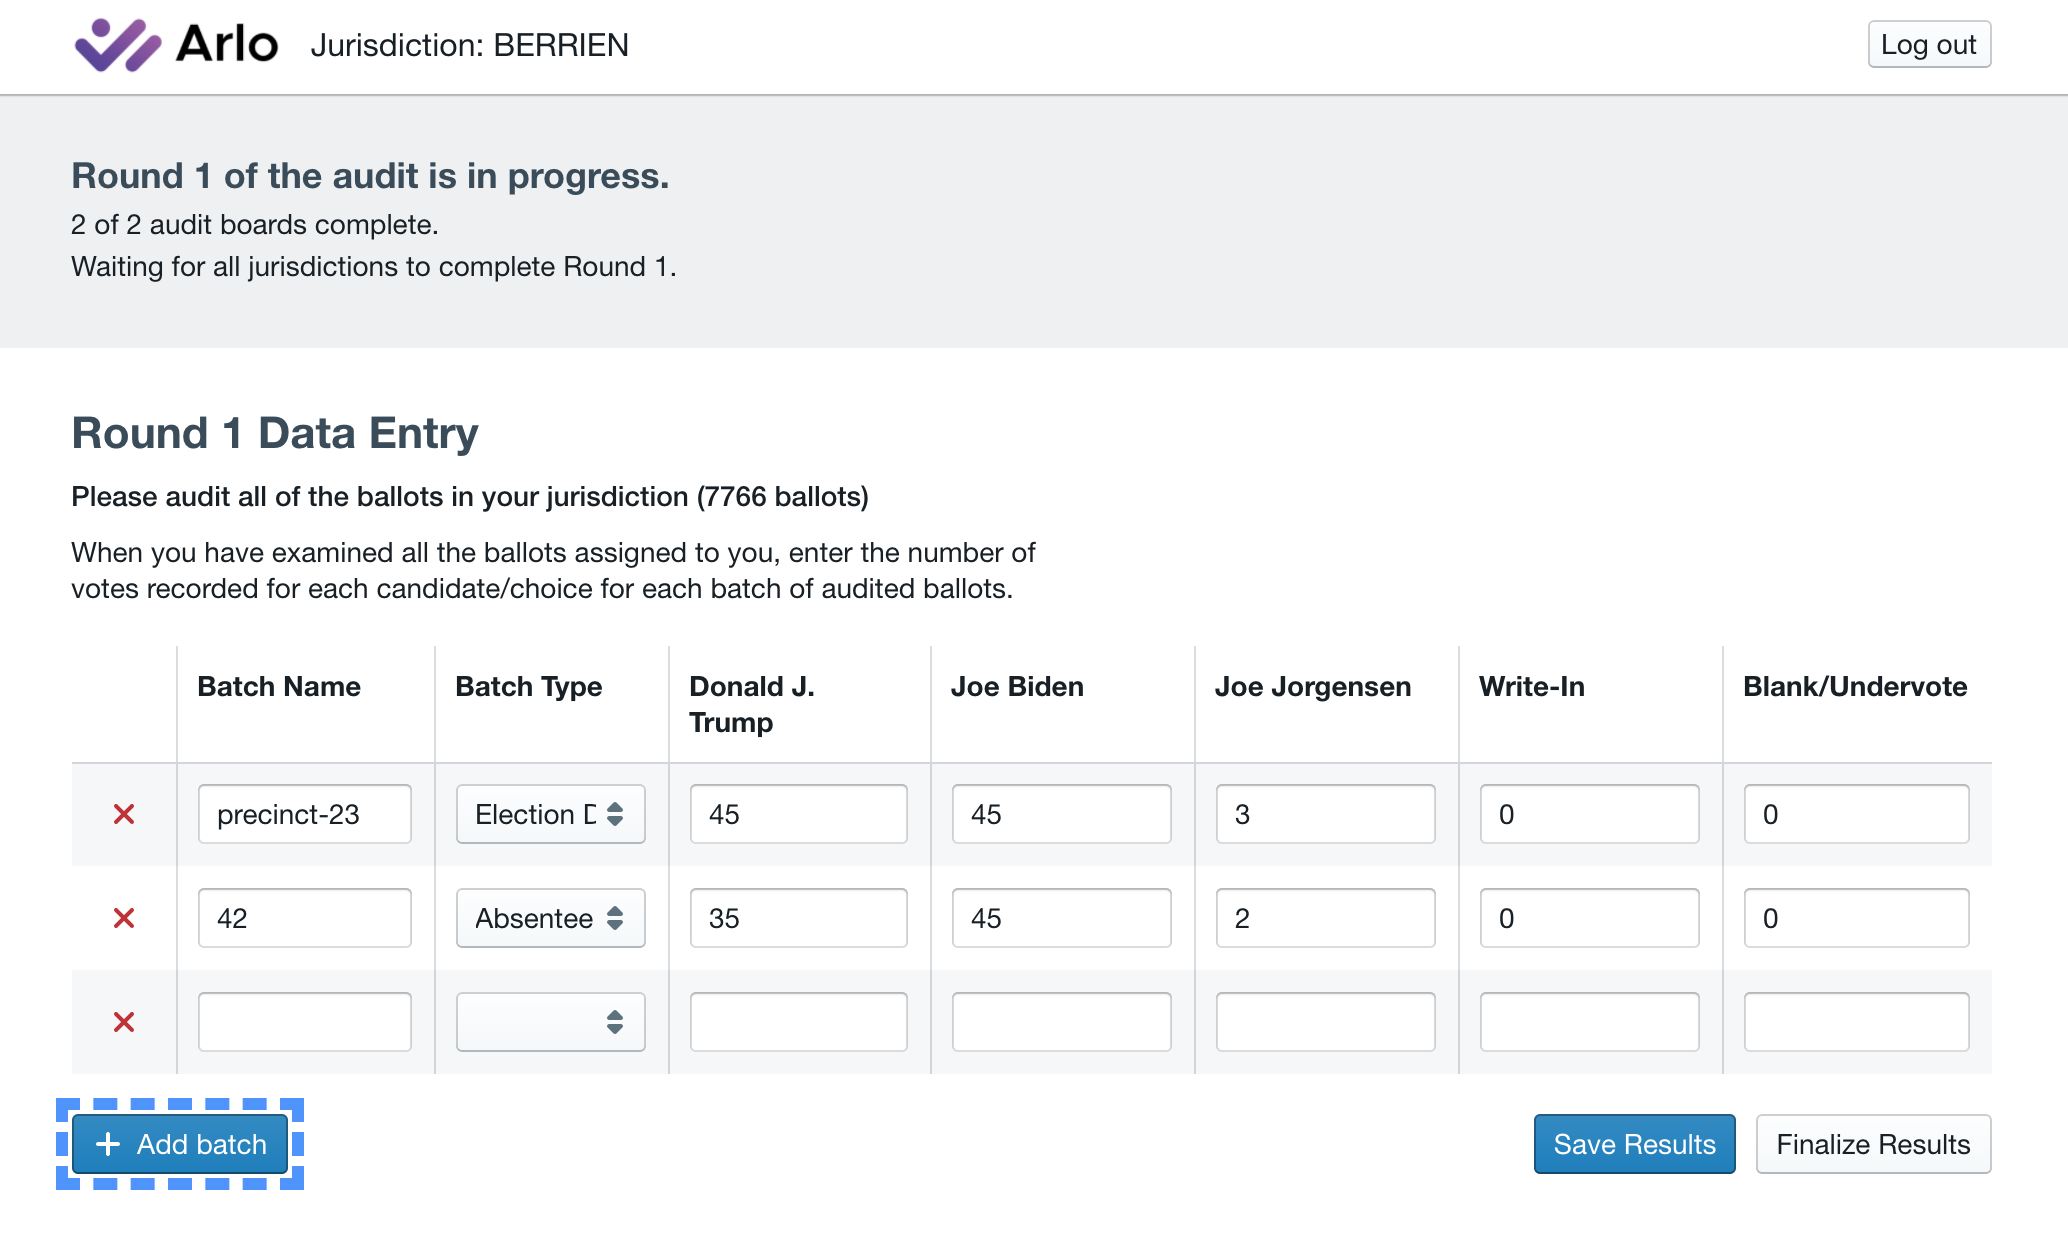 Arlo Jurisdiction: BERRIEN Log out
Round 1 of the audit is in progress.
2 of 2 audit boards complete.
Waiting for all jurisdictions to complete Round 1.
Round 1 Data Entry
Please audit all of the ballots in your jurisdiction (7766 ballots)
When you have examined all the ballots assigned to you, enter the number of
votes recorded for each candidate/choice for each batch of audited ballots.
Batch Name Batch Type Donald J. Joe Biden Joe Jorgensen Write-In Blank/Undervote
Trump
precinct-23 Election D 45 45 3 0 0
42 Absentee 35 45 2 0 0
+ Add batch Save Results Finalize Results